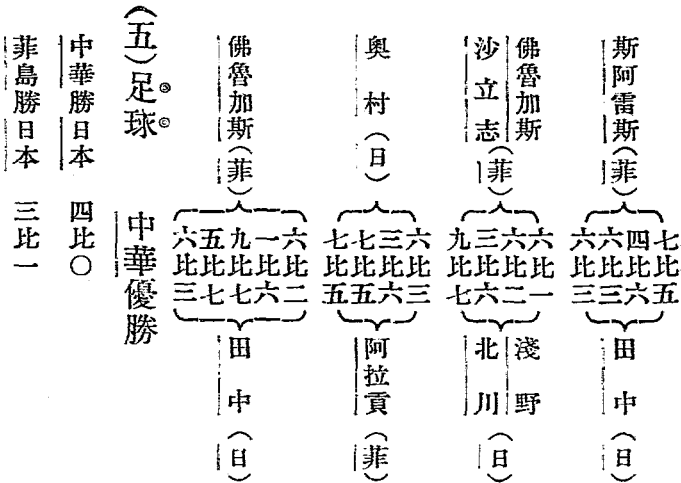 斯阿雷斯(菲)
七比五
四比六
六比三
六比三
田中(日)
佛魯加斯
沙立志(菲)
六比一
六比二
三比六
九比七
淺野
北川(日)
奧村(日)
六比三
三比六
七比五
七比五
阿拉貢(菲)
佛魯加斯(菲)
六比二
一比六
九比七
五比七
六比三
田中(日)
(五)足球 中華優勝
中華勝日本 四比〇
菲島勝日本 三比一